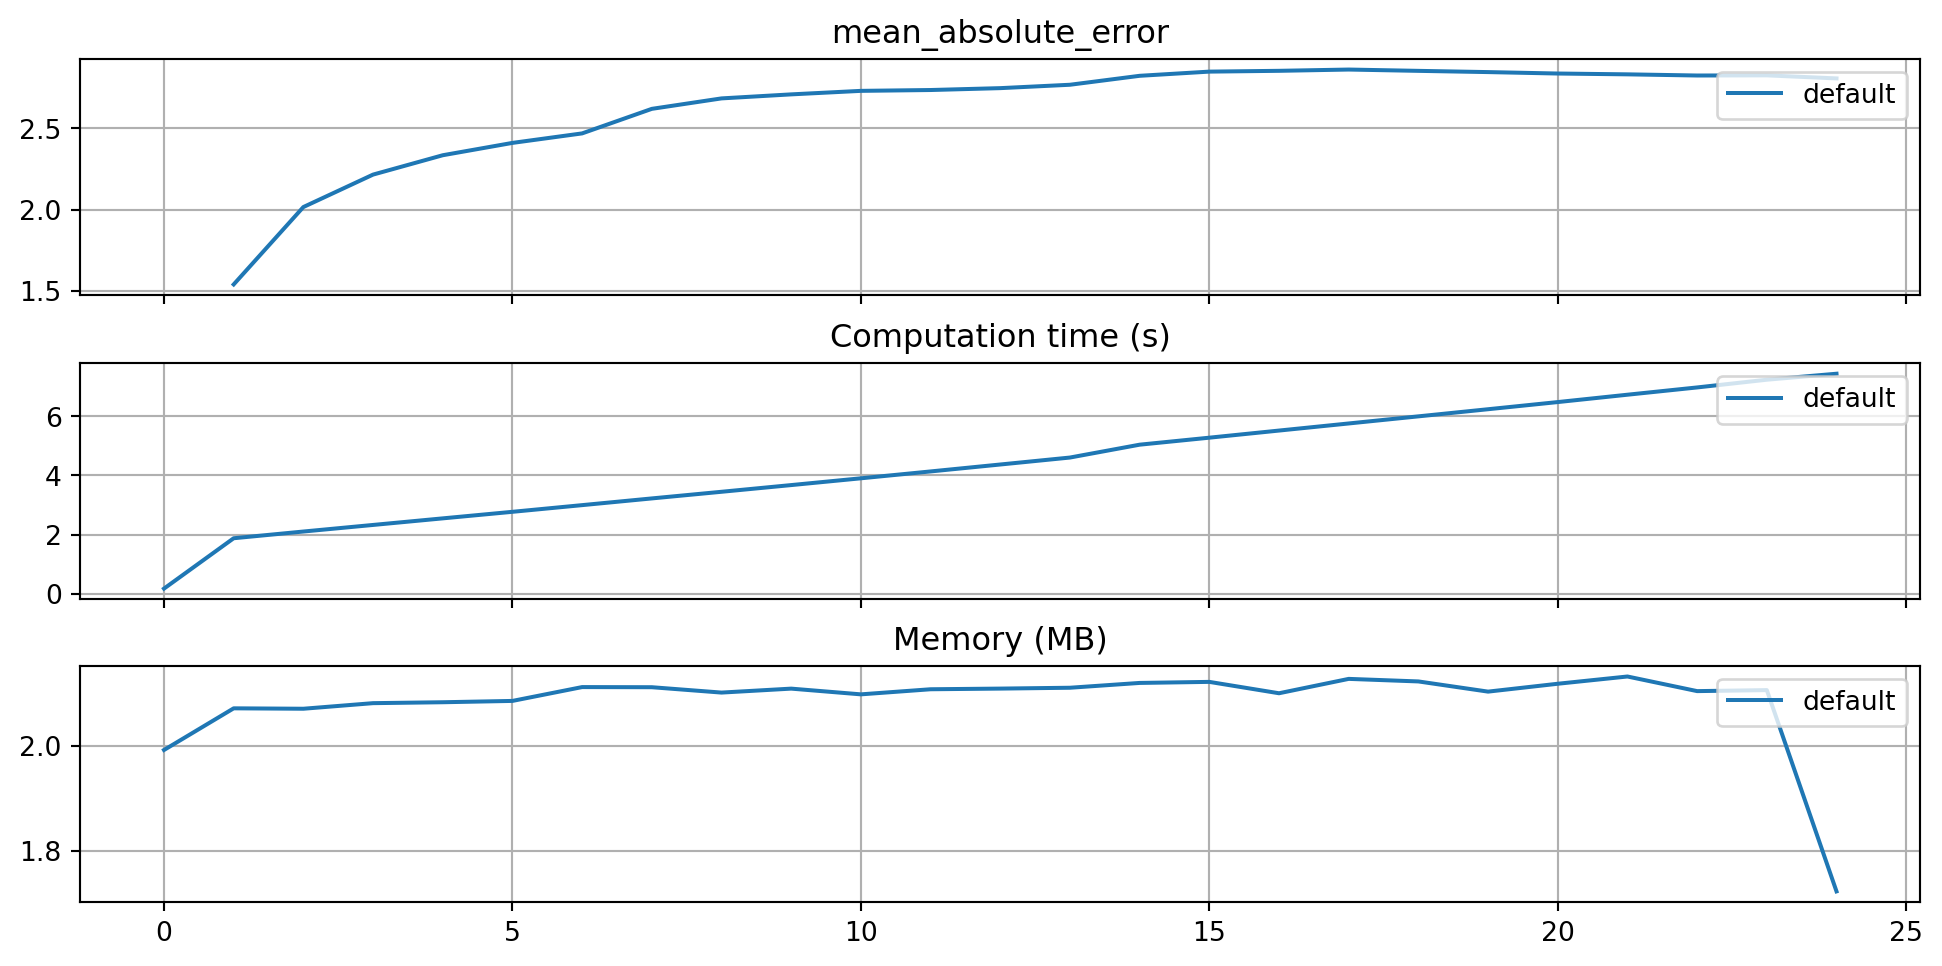 mean_absolute_error
default
2.5
2.0
1.5
Computation time (s)
default
6
4
2
0
Memory (MB)
default
2.0
1.8
0 5 10 15 20 25